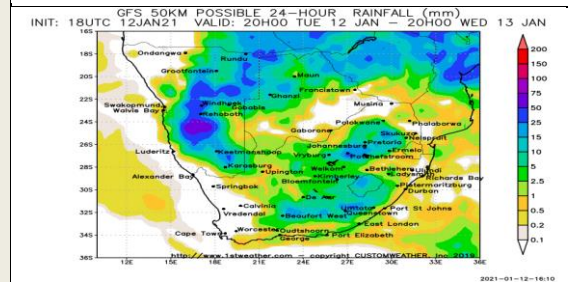 GFS 50KM POSSIBLE 24-HOUR RAINFALL (mm)
INIT: 18UTC 12JAN21 VALID: 20H00 TUE 12 JAN - 20H00 WED 13 JAN
16S
Ondangwa
Rundu
18S
Grootfontein
Maun
20S
Ghanzi
Francistown
22S
Windhoek
Gobabis
Musina
Swakopmund
Walvis Bay
Rehoboth
Polokwane
Phalaborwa
24S
Gaborone
Skukuza
Nelspruit
Johannesburg
Pretoria
26S
Luderitz
Keetmanshoop
Vryburg
Potchefstroom
Ermelo
Karasburg
Welkom
Bethlehem
Ulundi
28S
Alexander Bay
Upington
Kimberley
Ladysmith
Richards Bay
Bloemfontein
Pietermaritzburg
30S
Springbok
De Aar
Durban
Calvinia
Umtata
Port St Johns
32S
Vredendal
Beaufort West
Queenstown
East London
34S
Cape Town
Worcester
Oudtshoorn
George
Port Elizabeth
http://www.1stweather.com - copyright CUSTOMWEATHER, Inc 2019
36S
12E 15E 18E 21E 24E 27E 30E 33E 36E
200
150
100
75
50
25
15
10
5
2.5
1
0.5
0.2
0.1
2021-01-12-16:10